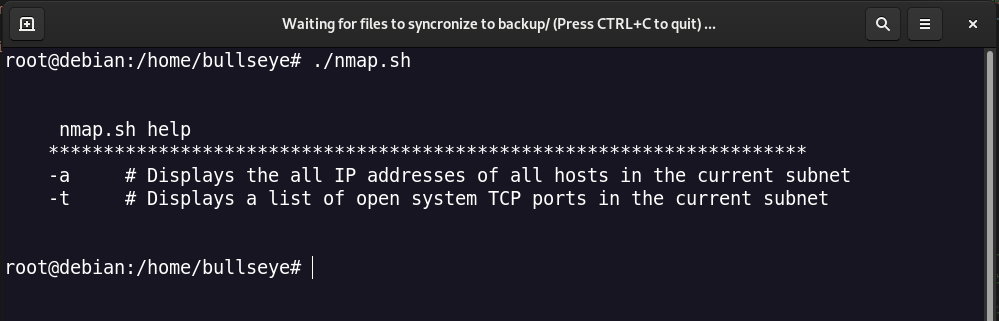 Waiting for files to syncronize to backup/ (Press CTRL+C to quit) ...
root@debian:/home/bullseye# ./nmap.sh
nmap.sh help
*********************************************************************
-a     # Displays the all IP addresses of all hosts in the current subnet
-t     # Displays a list of open system TCP ports in the current subnet
root@debian:/home/bullseye#